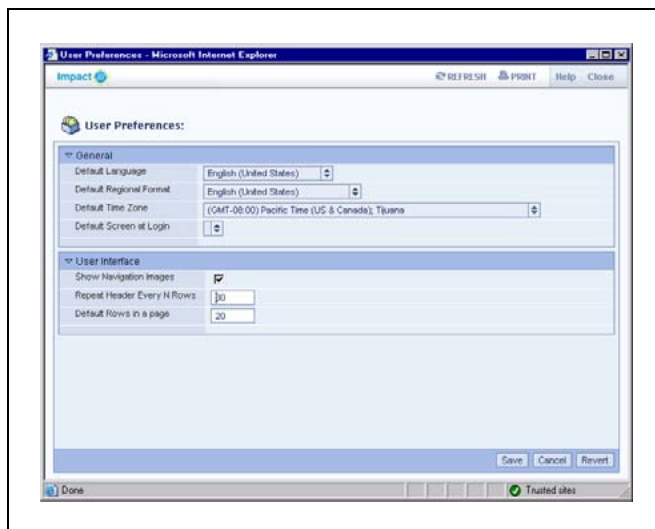 User Preferences - Microsoft Internet Explorer
Impact REFRESH PRINT Help Close
User Preferences:
General
Default Language English (United States)
Default Regional Format English (United States)
Default Time Zone (GMT-08:00) Pacific Time (US & Canada); Tijuana
Default Screen at Login
User Interface
Show Navigation Images
Repeat Header Every N Rows
Default Rows in a page 20
Save Cancel Revert
Done Trusted sites